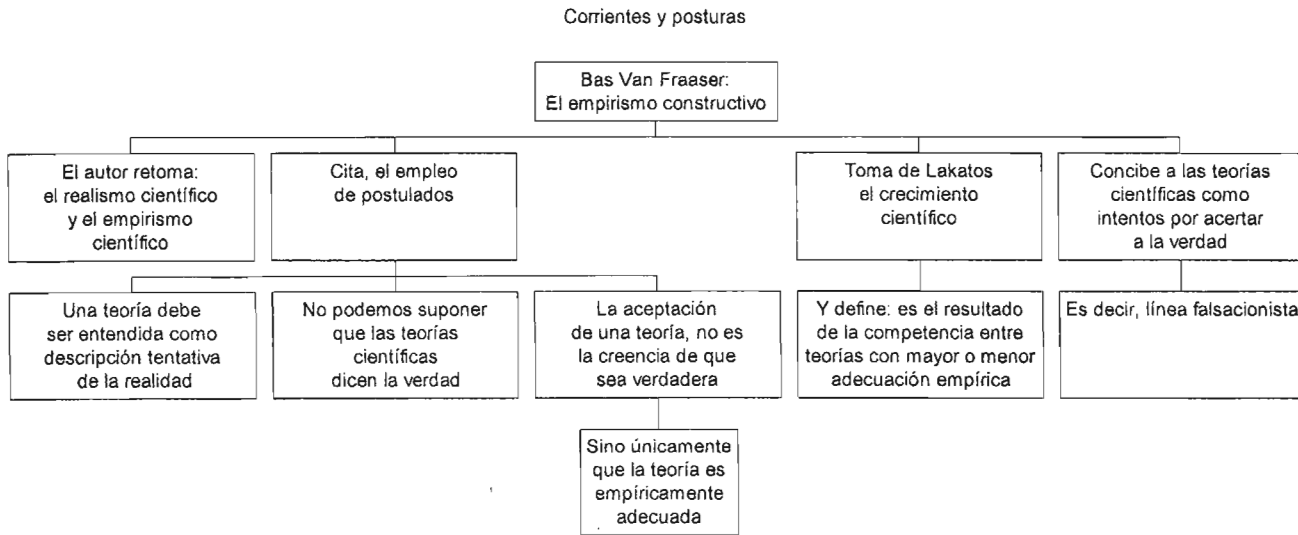 Corrientes y posturas
Bas Van Fraaser:
El empirismo constructivo
El autor retoma:
el realismo científico
y el empirismo
científico
Cita, el empleo
de postulados
Toma de Lakatos
el crecimiento
científico
Concibe a las teorías
científicas como
intentos por acertar
a la verdad
Una teoría debe
ser entendida como
descripción tentativa
de la realidad
No podemos suponer
que las teorías
científicas
dicen la verdad
La aceptación
de una teoría, no es
la creencia de que
sea verdadera
Y define: es el resultado
de la competencia entre
teorías con mayor o menor
adecuación empírica
Es decir, línea falsacionista
Sino únicamente
que la teoría es
empíricamente
adecuada